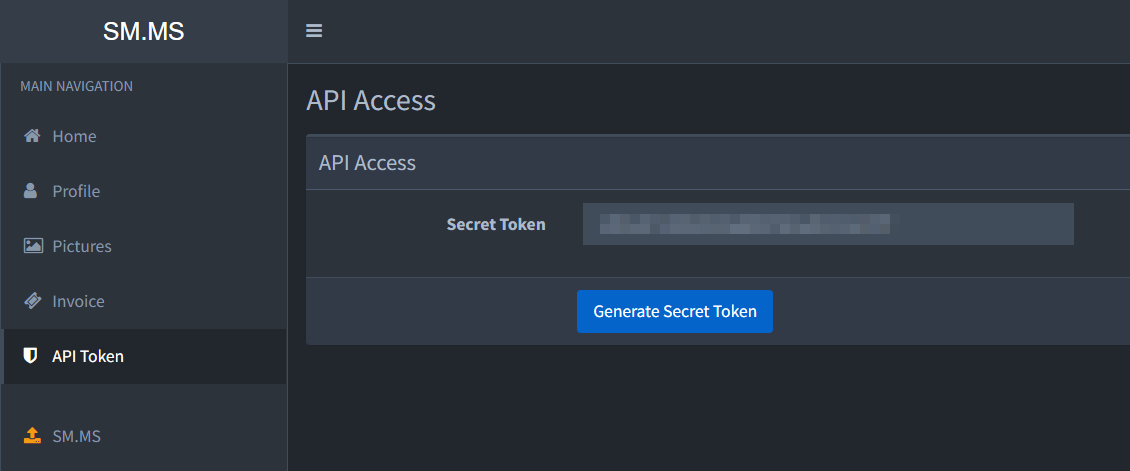 SM.MS
MAIN NAVIGATION
Home
Profile
Pictures
Invoice
API Token
SM.MS
API Access
API Access
Secret Token
Generate Secret Token